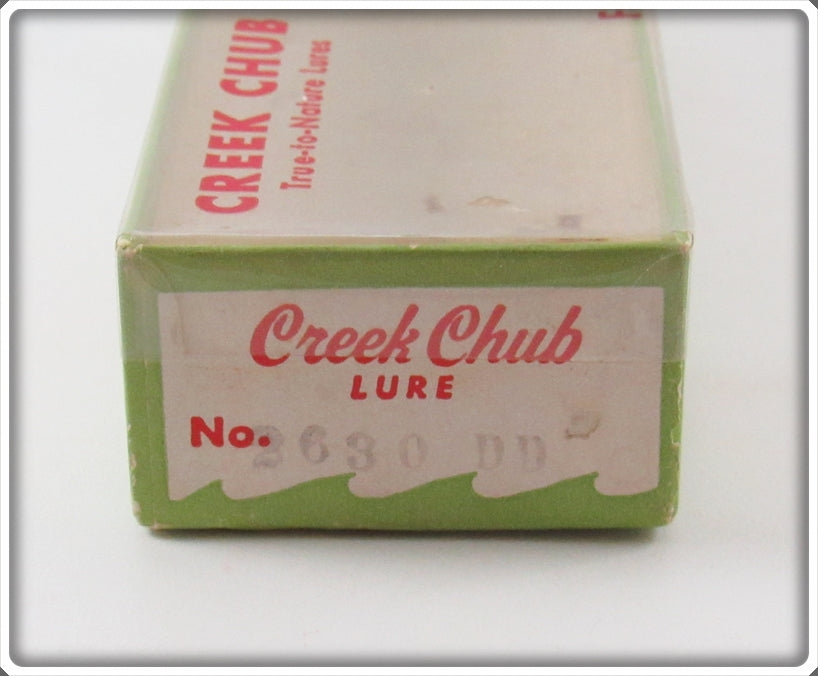 CREEK CHUB
True-to-Nature Lures
Creek Chub
LURE
No. 2630 DD